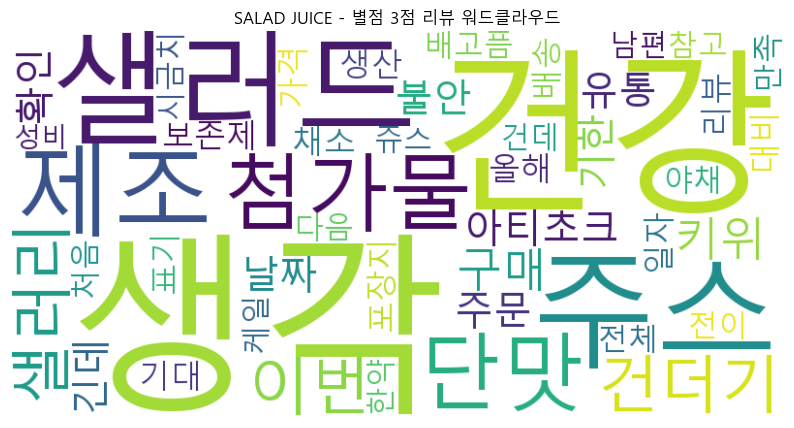 SALAD JUICE - 별점 3점 리뷰 워드클라우드
확인
시금치
샐러드
가격
생산
배고픔
배송
남편
참고
만족
성비
보존제
채소
쥬스
불안
건데
건강
유통
기한
리뷰
대비
제조
첨가물
올해
야채
다음
아티초크
샐러리
처음
표기
생각
날짜
포장지
구매
주스
일자
키위
케일
주문
전체
전이
긴데
기대
이번
한약
단맛
건더기